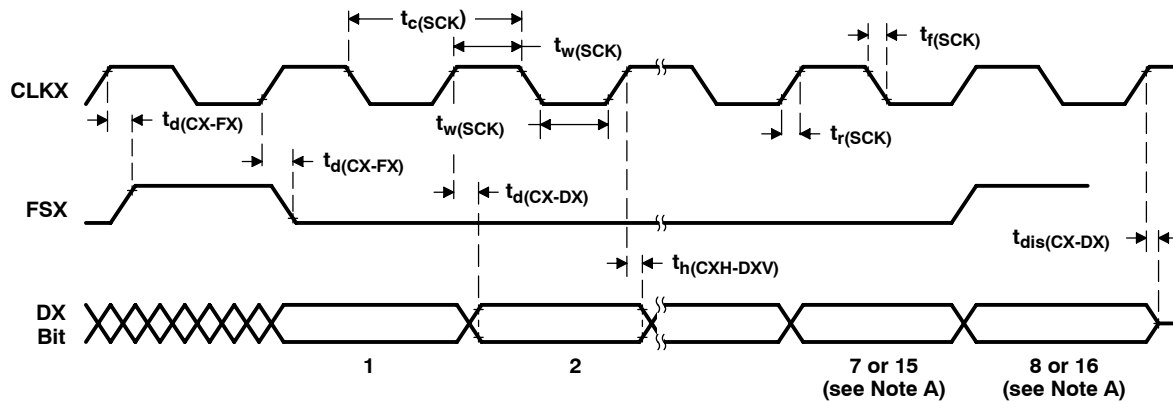 tc(SCK)
tw(SCK)
tf(SCK)
CLKX
td(CX-FX)
tw(SCK)
tr(SCK)
td(CX-FX)
td(CX-DX)
FSX
tdis(CX-DX)
th(CXH-DXV)
DX
Bit
1
2
7 or 15
(see Note A)
8 or 16
(see Note A)